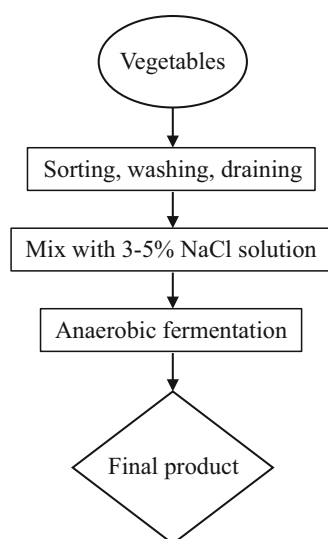 Vegetables
Sorting, washing, draining
Mix with 3-5% NaCl solution
Anaerobic fermentation
Final product